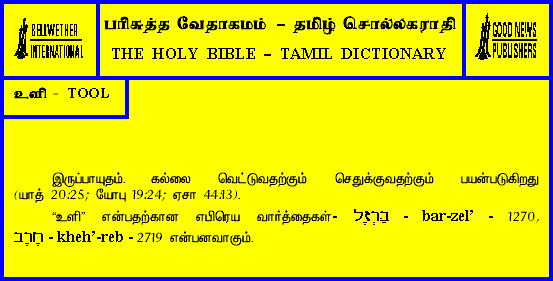 BELLWETHER
INTERNATIONAL
பரிசுத்த வேதாகமம் – தமிழ் சொல்லகராதி
THE HOLY BIBLE – TAMIL DICTIONARY
GOOD NEWS
PUBLISHERS
உளி - TOOL
இருப்பாயுதம். கல்லை வெட்டுவதற்கும் செதுக்குவதற்கும் பயன்படுகிறது
(யாத் 20:25; யோபு 19:24; ஏசா 44:13).
“உளி” என்பதற்கான எபிரெய வார்த்தைகள்- בַּרְזֶל - bar-zel’ - 1270,
חֶרֶב - kheh’-reb - 2719 என்பனவாகும்.